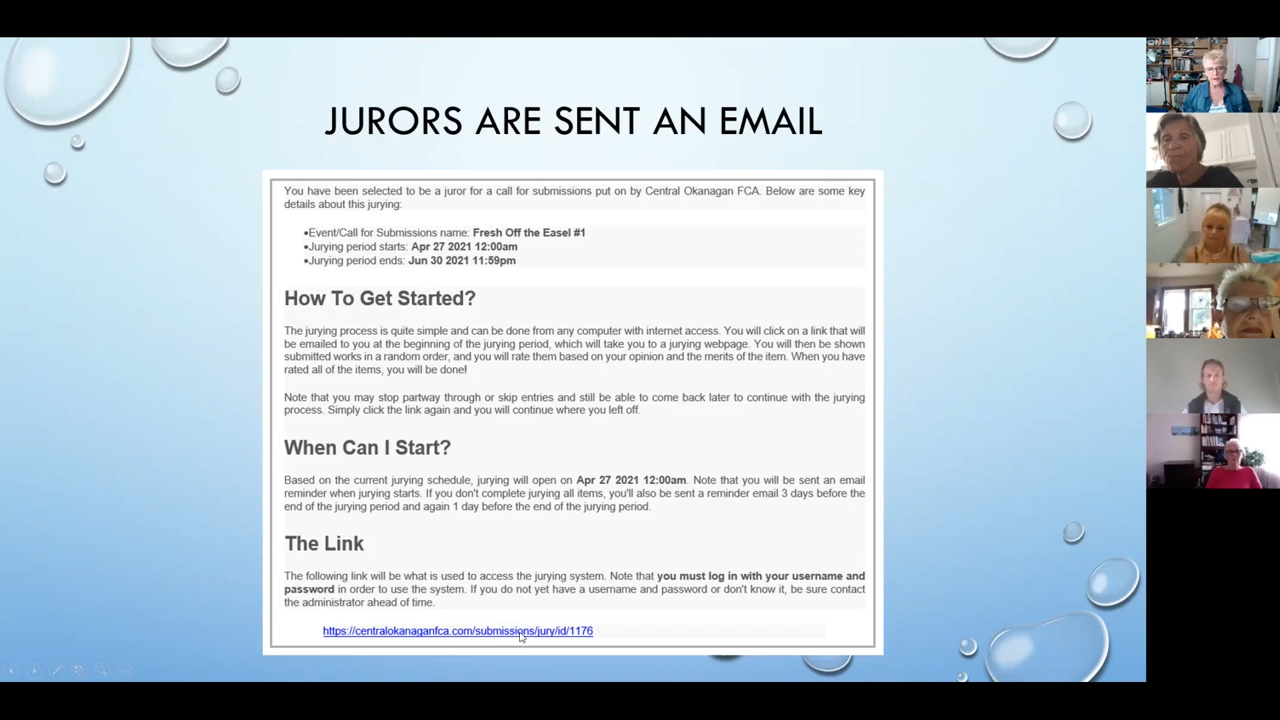 JURORS ARE SENT AN EMAIL
You have been selected to be a juror for a call for submissions put on by Central Okanagan FCA. Below are some key
details about this jurying:
•Event/Call for Submissions name: Fresh Off the Easel #1
•Jurying period starts: Apr 27 2021 12:00am
•Jurying period ends: Jun 30 2021 11:59pm
How To Get Started?
The jurying process is quite simple and can be done from any computer with internet access. You will click on a link that will
be emailed to you at the beginning of the jurying period, which will take you to a jurying webpage. You will then be shown
submitted works in a random order, and you will rate them based on your opinion and the merits of the item. When you have
rated all of the items, you will be done!
Note that you may stop partway through or skip entries and still be able to come back later to continue with the jurying
process. Simply click the link again and you will continue where you left off.
When Can I Start?
Based on the current jurying schedule, jurying will open on Apr 27 2021 12:00am. Note that you will be sent an email
reminder when jurying starts. If you don't complete jurying all items, you'll also be sent a reminder email 3 days before the
end of the jurying period and again 1 day before the end of the jurying period.
The Link
The following link will be what is used to access the jurying system. Note that you must log in with your username and
password in order to use the system. If you do not yet have a username and password or don't know it, be sure contact
the administrator ahead of time.
https://centralokanaganfca.com/submissions/jury/id/1176